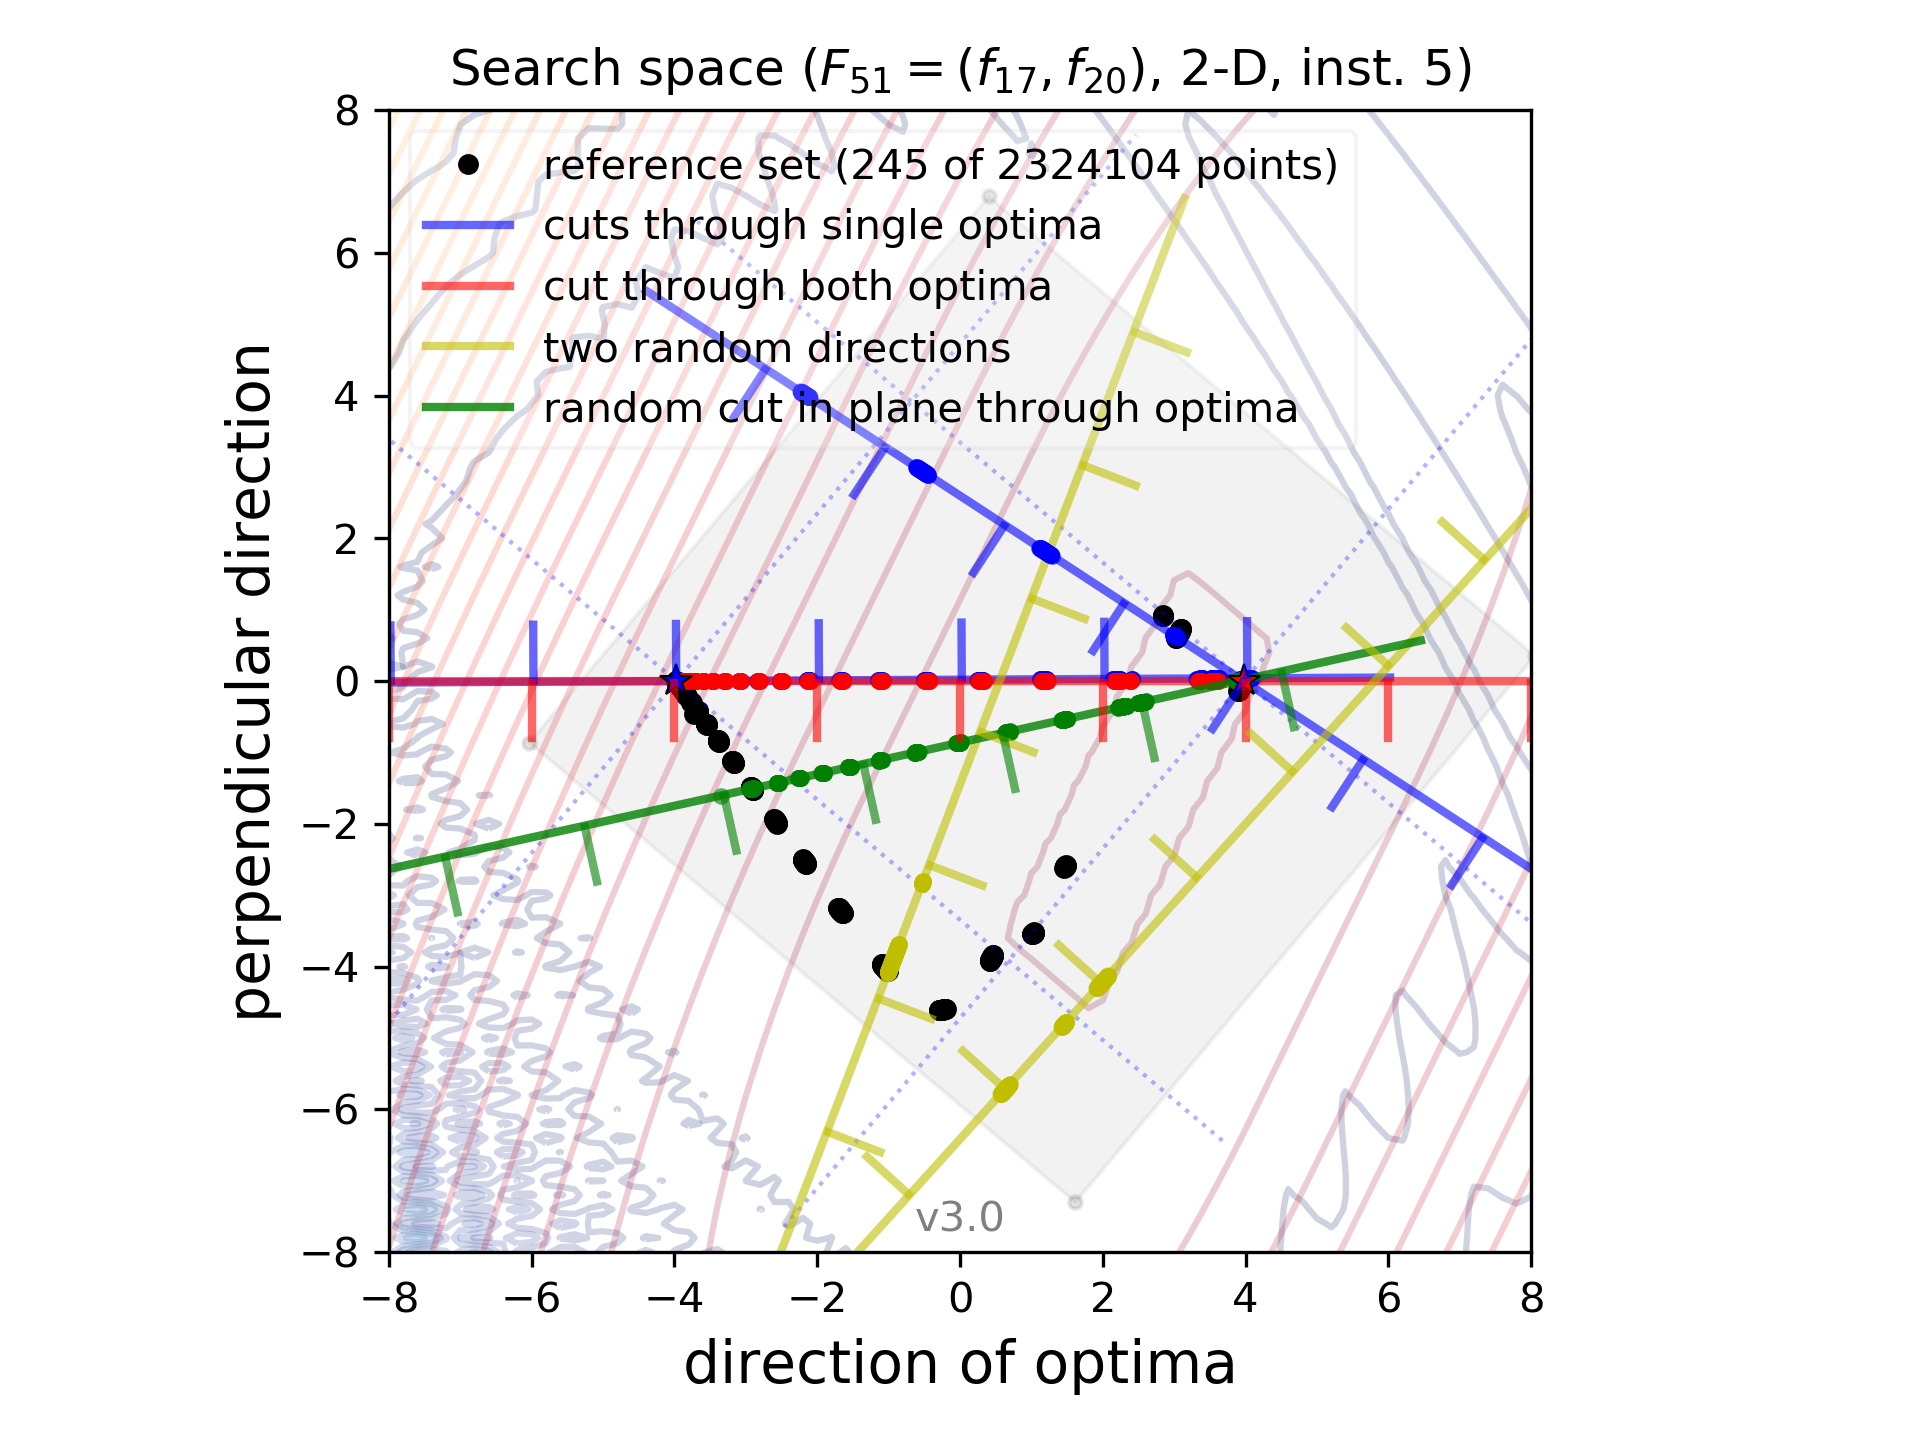 Search space (F51 = (f17, f20), 2-D, inst. 5)
reference set (245 of 2324104 points)
cuts through single optima
cut through both optima
two random directions
random cut in plane through optima
perpendicular direction
8
6
4
2
0
−2
−4
−6
−8
v3.0
−8 −6 −4 −2 0 2 4 6 8
direction of optima